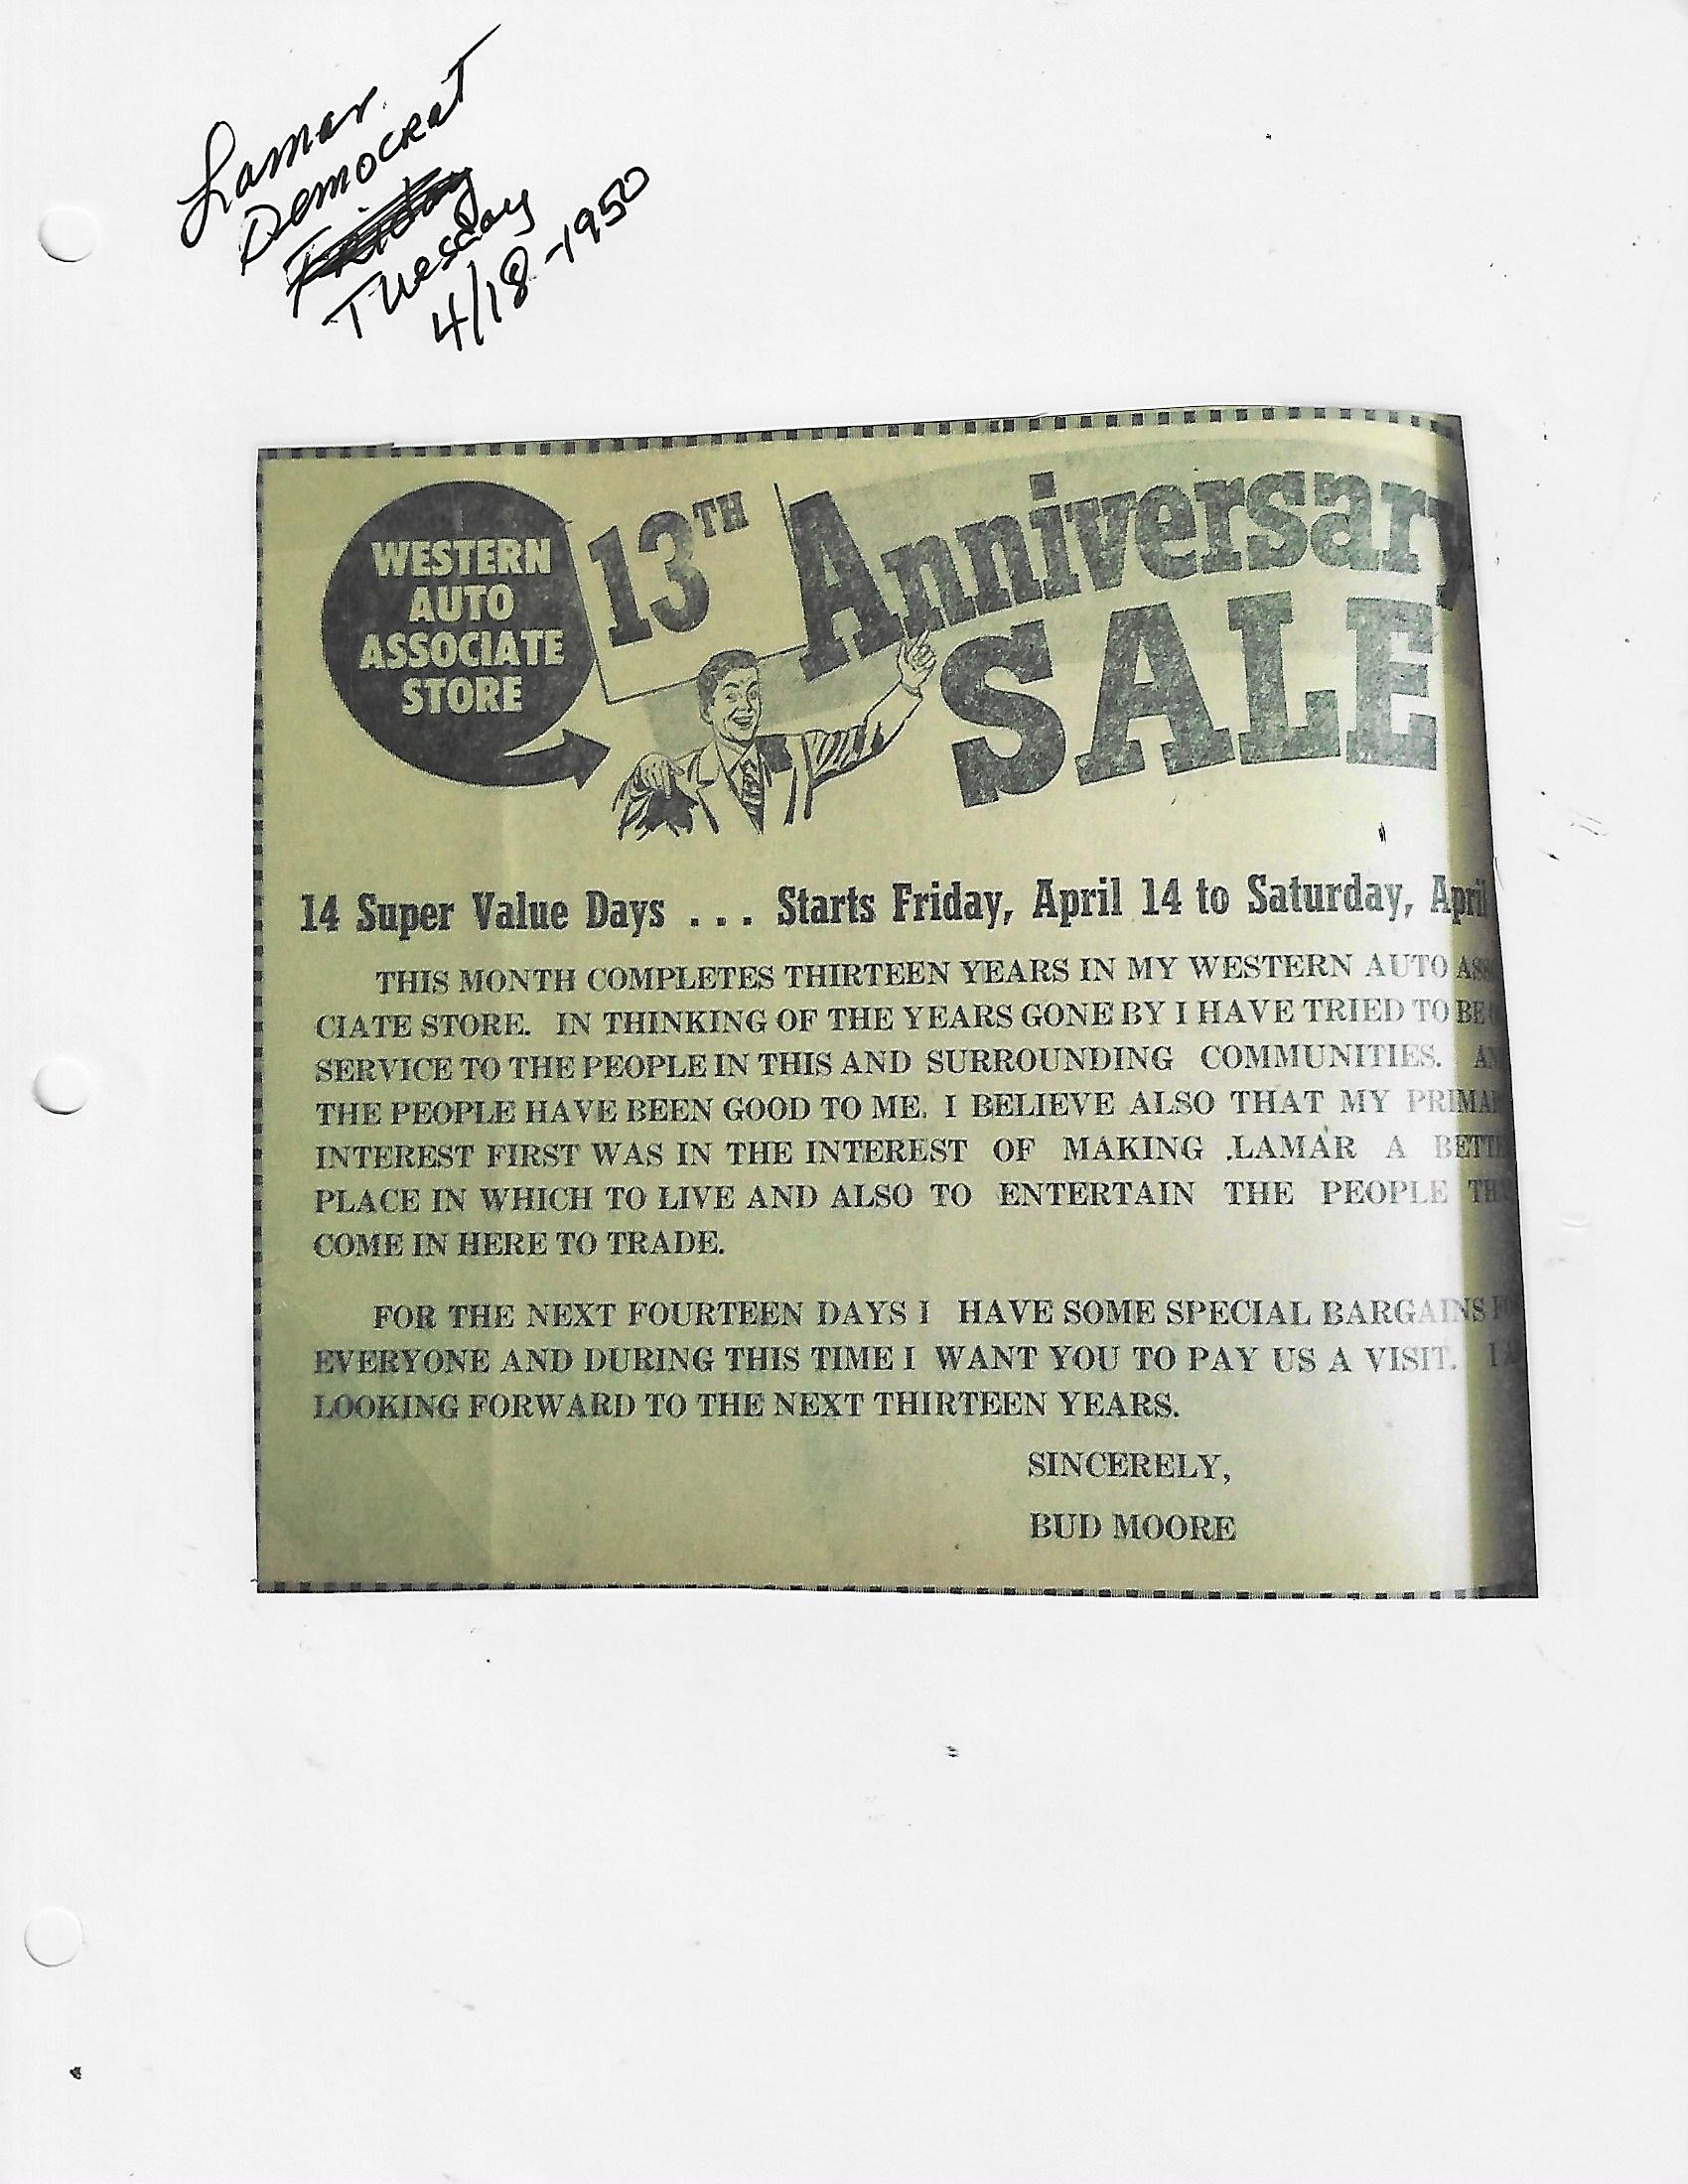 Lamar
Democrat
Friday
Tuesday
4/18-1950
WESTERN
AUTO
ASSOCIATE
STORE
13TH Anniversary
SALE
14 Super Value Days . . . Starts Friday, April 14 to Saturday, April
THIS MONTH COMPLETES THIRTEEN YEARS IN MY WESTERN AUTO ASS
CIATE STORE. IN THINKING OF THE YEARS GONE BY I HAVE TRIED TO BE
SERVICE TO THE PEOPLE IN THIS AND SURROUNDING COMMUNITIES.
THE PEOPLE HAVE BEEN GOOD TO ME. I BELIEVE ALSO THAT MY PRIMA
INTEREST FIRST WAS IN THE INTEREST OF MAKING LAMAR A BETTE
PLACE IN WHICH TO LIVE AND ALSO TO ENTERTAIN THE PEOPLE TH
COME IN HERE TO TRADE.
FOR THE NEXT FOURTEEN DAYS I HAVE SOME SPECIAL BARGAINS FO
EVERYONE AND DURING THIS TIME I WANT YOU TO PAY US A VISIT. I
LOOKING FORWARD TO THE NEXT THIRTEEN YEARS.
SINCERELY,
BUD MOORE